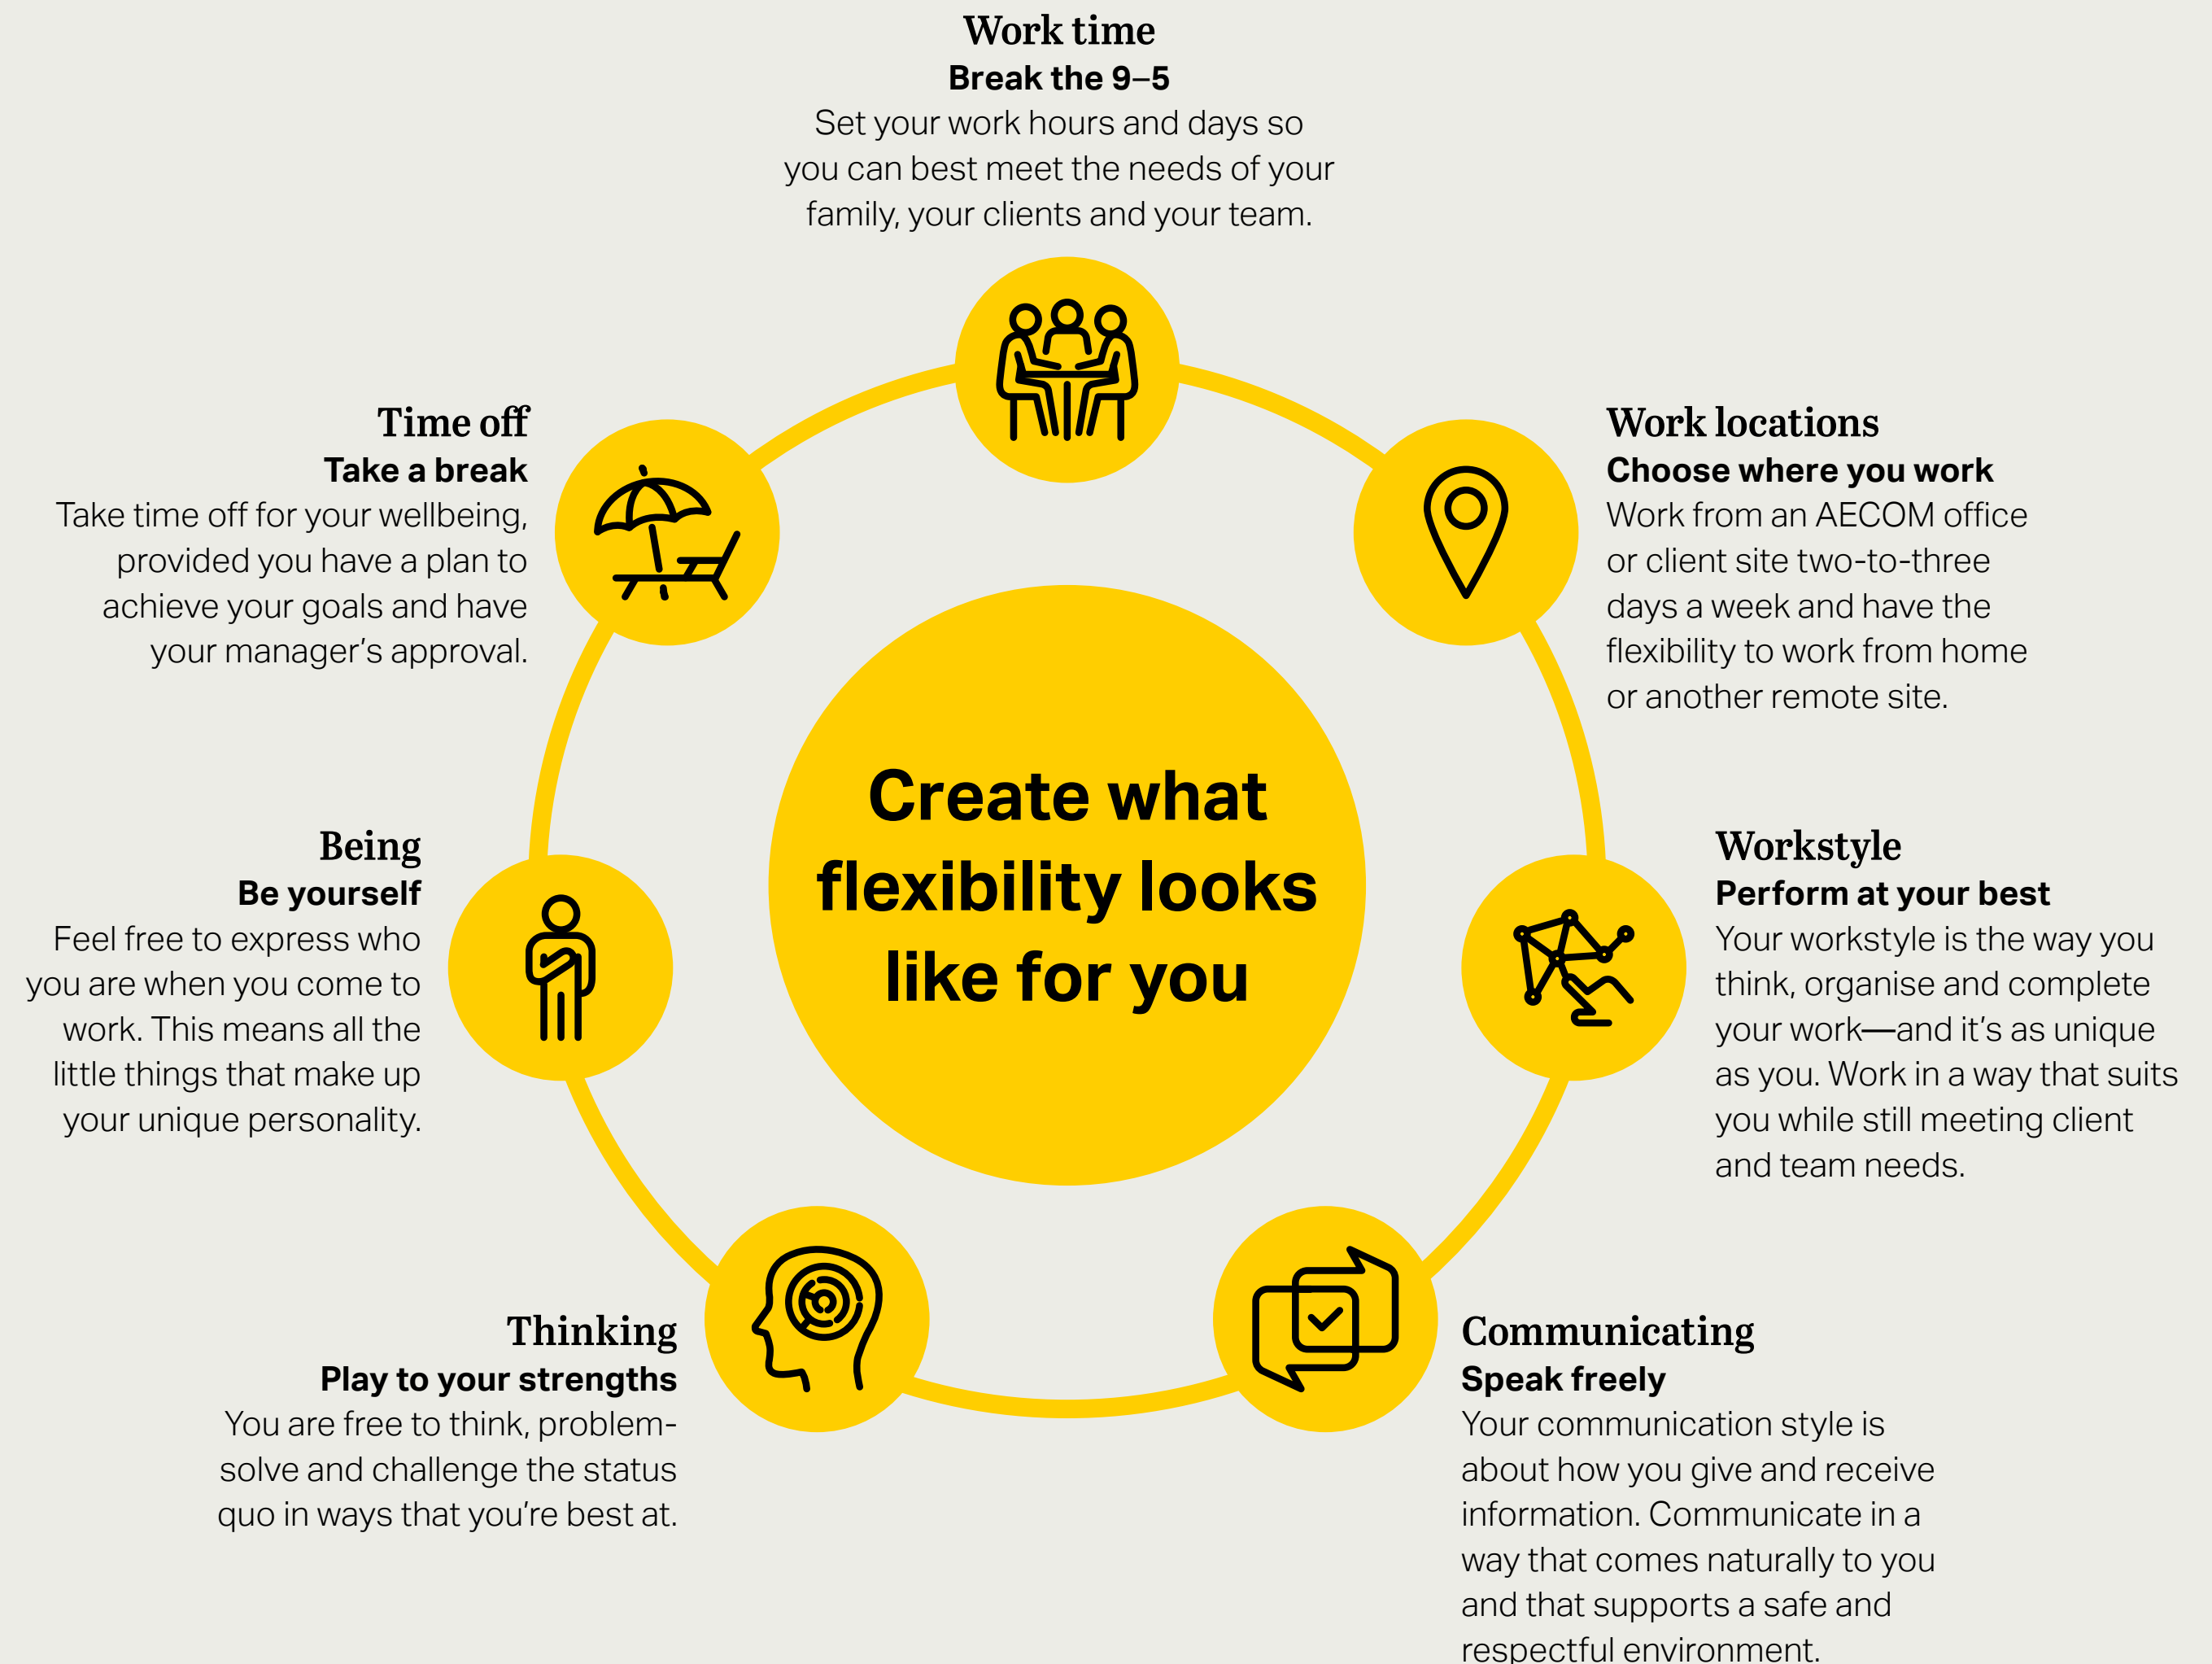 Work time
Break the 9–5
Set your work hours and days so
you can best meet the needs of your
family, your clients and your team.
Work locations
Choose where you work
Work from an AECOM office
or client site two-to-three
days a week and have the
flexibility to work from home
or another remote site.
Workstyle
Perform at your best
Your workstyle is the way you
think, organise and complete
your work—and it's as unique
as you. Work in a way that suits
you while still meeting client
and team needs.
Communicating
Speak freely
Your communication style is
about how you give and receive
information. Communicate in a
way that comes naturally to you
and that supports a safe and
respectful environment.
Thinking
Play to your strengths
You are free to think, problem-
solve and challenge the status
quo in ways that you're best at.
Being
Be yourself
Feel free to express who
you are when you come to
work. This means all the
little things that make up
your unique personality.
Time off
Take a break
Take time off for your wellbeing,
provided you have a plan to
achieve your goals and have
your manager's approval.
Create what
flexibility looks
like for you